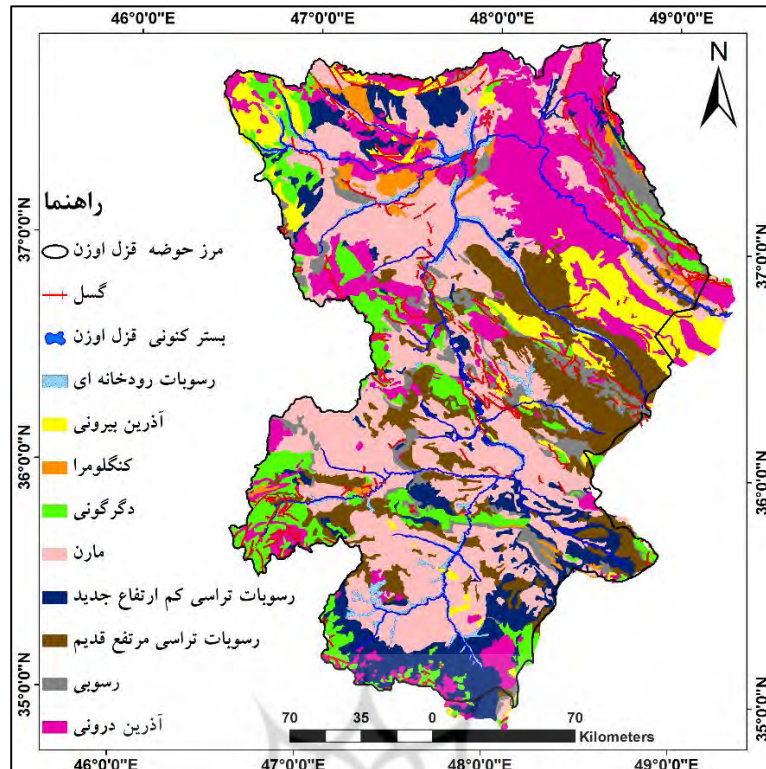 46°0'0"E 47°0'0"E 48°0'0"E 49°0'0"E
N
37°0'0"N
36°0'0"N
35°0'0"N
راهنما
مرز حوضه قزل اوزن
گسل
بستر کنونی قزل اوزن
رسوبات رودخانه ای
آذرین بیرونی
کنگلومرا
دگرگونی
مارن
رسوبات تراسی کم ارتفاع جدید
رسوبات تراسی مرتفع قدیم
رسوبی
آذرین درونی
37°0'0"N
36°0'0"N
35°0'0"N
70 35 0 70
Kilometers
46°0'0"E 47°0'0"E 48°0'0"E 49°0'0"E